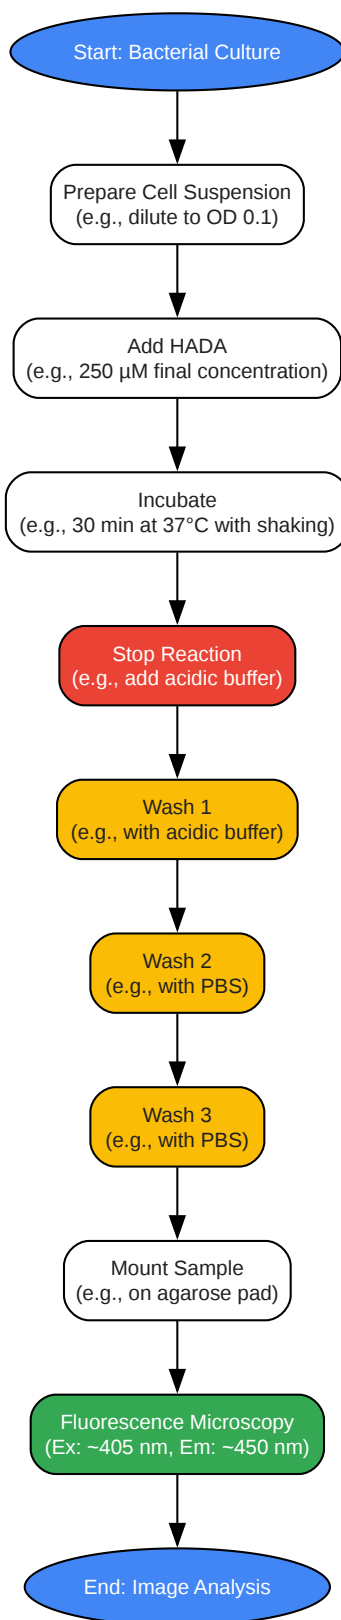 Start: Bacterial Culture
Prepare Cell Suspension
(e.g., dilute to OD 0.1)
Add HADA
(e.g., 250 µM final concentration)
Incubate
(e.g., 30 min at 37°C with shaking)
Stop Reaction
(e.g., add acidic buffer)
Wash 1
(e.g., with acidic buffer)
Wash 2
(e.g., with PBS)
Wash 3
(e.g., with PBS)
Mount Sample
(e.g., on agarose pad)
Fluorescence Microscopy
(Ex: ~405 nm, Em: ~450 nm)
End: Image Analysis